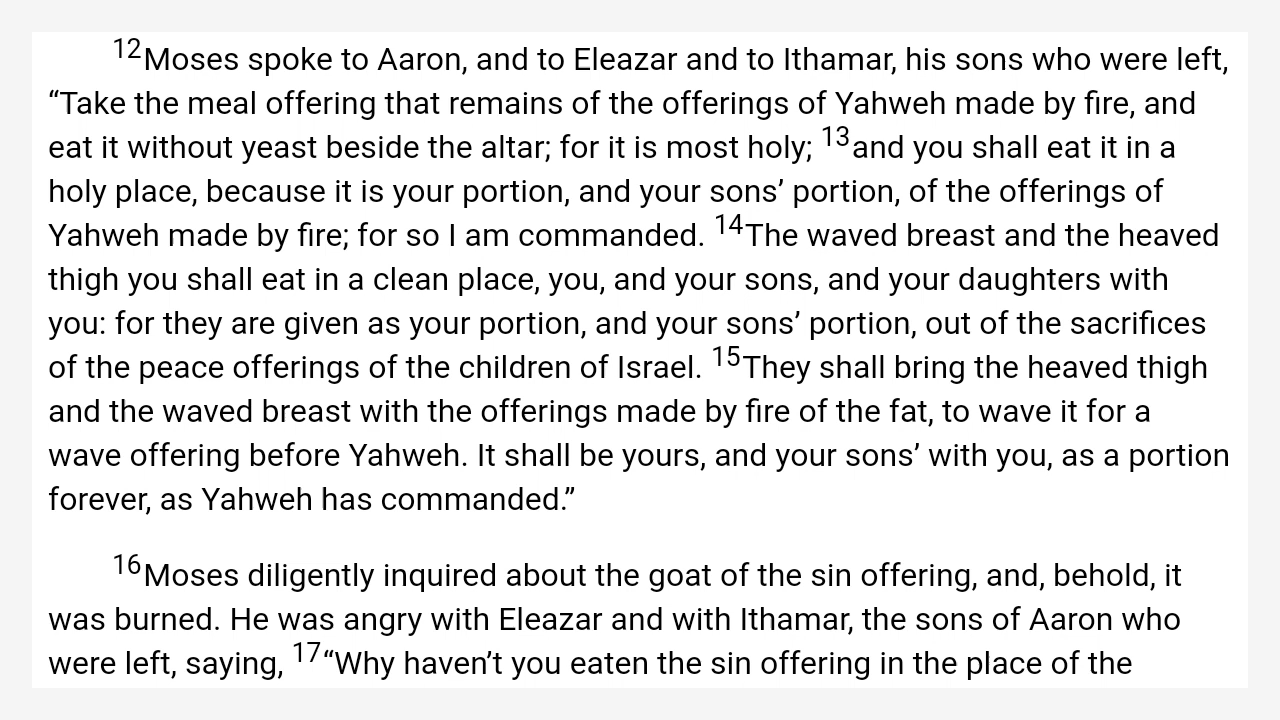 12Moses spoke to Aaron, and to Eleazar and to Ithamar, his sons who were left,
“Take the meal offering that remains of the offerings of Yahweh made by fire, and
eat it without yeast beside the altar; for it is most holy; 13and you shall eat it in a
holy place, because it is your portion, and your sons’ portion, of the offerings of
Yahweh made by fire; for so I am commanded. 14The waved breast and the heaved
thigh you shall eat in a clean place, you, and your sons, and your daughters with
you: for they are given as your portion, and your sons’ portion, out of the sacrifices
of the peace offerings of the children of Israel. 15They shall bring the heaved thigh
and the waved breast with the offerings made by fire of the fat, to wave it for a
wave offering before Yahweh. It shall be yours, and your sons’ with you, as a portion
forever, as Yahweh has commanded.”
16Moses diligently inquired about the goat of the sin offering, and, behold, it
was burned. He was angry with Eleazar and with Ithamar, the sons of Aaron who
were left, saying, 17“Why haven’t you eaten the sin offering in the place of the